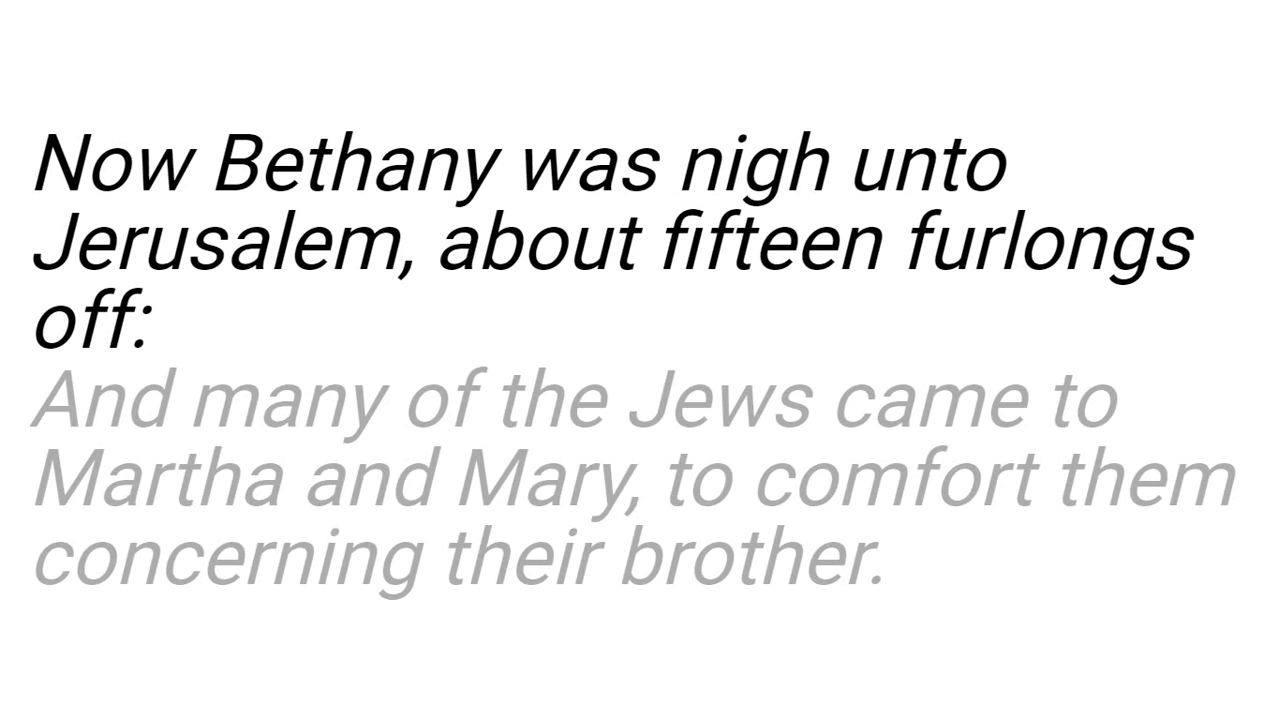 Now Bethany was nigh unto
Jerusalem, about fifteen furlongs
off:
And many of the Jews came to
Martha and Mary, to comfort them
concerning their brother.